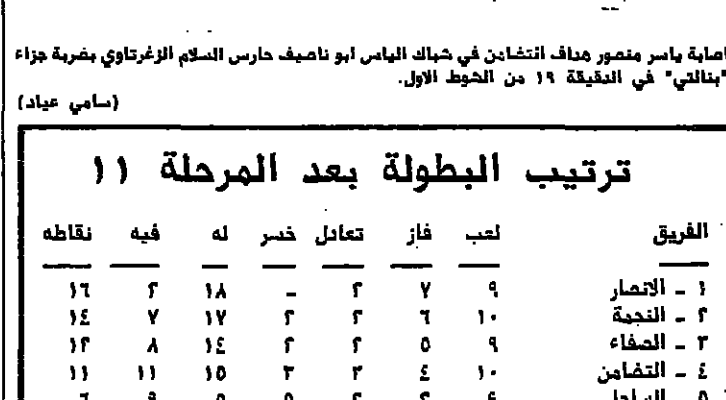 اصابة ياسر منصور هداف التضامن في شباك الياس ابو ناصيف حارس السلام الزغرتاوي بضربة جزاء
"بنالتي" في الدقيقة ١٩ من الشوط الاول.
(سامي عياد)
ترتيب البطولة بعد المرحلة ١١
الفريق لعب فاز تعادل خسر له فيه نقاطه
١ ـ الانصار ٩ ٧ ٢ ـ ١٨ ٢ ١٦
٢ ـ النجمة ١٠ ٦ ٢ ٢ ١٧ ٧ ١٤
٣ ـ الصفاء ٩ ٥ ٢ ٢ ١٤ ٨ ١٢
٤ ـ التضامن ١٠ ٤ ٣ ٣ ١٥ ١١ ١١
٥ ـ الساحل